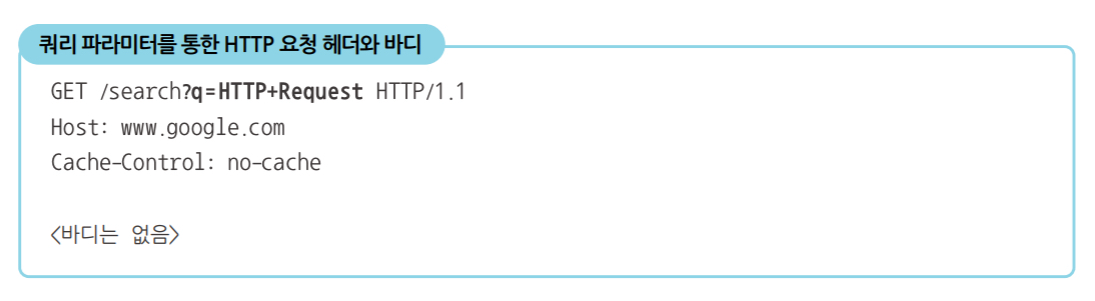 쿼리 파라미터를 통한 HTTP 요청 헤더와 바디
GET /search?q=HTTP+Request HTTP/1.1
Host: www.google.com
Cache-Control: no-cache
<바디는 없음>